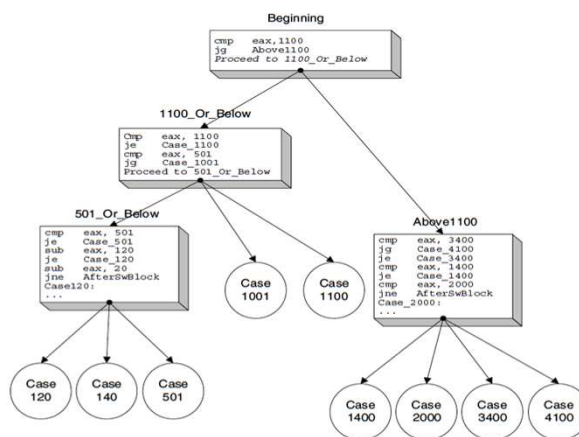 Beginning
cmp eax,1100
jg Above1100
Proceed to 1100_Or_Below
1100_Or_Below
Cmp eax, 1100
je Case_1100
cmp eax, 501
jg Case_1001
Proceed to 501_Or_Below
501_Or_Below
cmp eax, 501
je Case_501
sub eax, 120
je Case_120
sub eax, 20
jne AfterSwBlock
Case120:
...
Above1100
cmp eax, 3400
jg Case_4100
je Case_3400
cmp eax, 1400
je Case_1400
cmp eax, 2000
jne AfterSwBlock
Case_2000:
...
Case
1001
Case
1100
Case
120
Case
140
Case
501
Case
1400
Case
2000
Case
3400
Case
4100